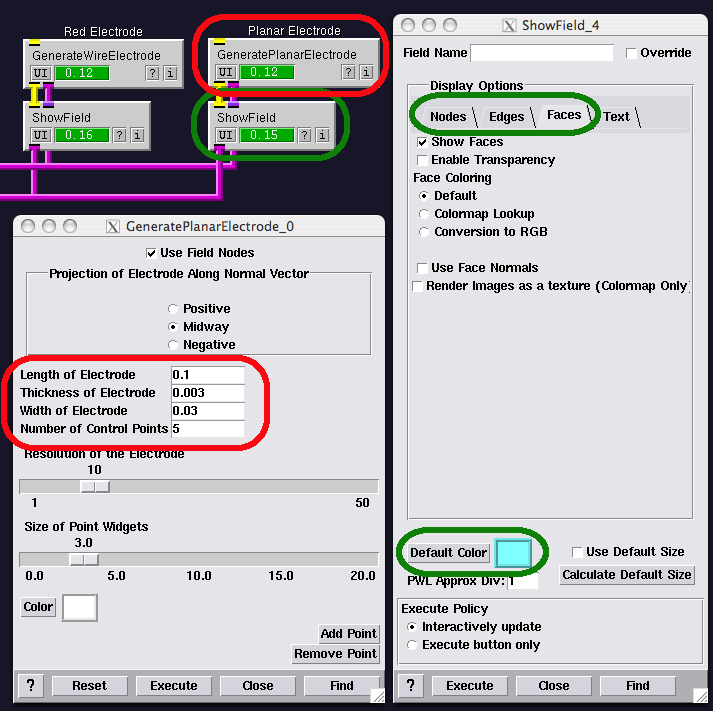 Red Electrode
GenerateWireElectrode
UI 0.12 ? i
ShowField
UI 0.16 ? i
Planar Electrode
GeneratePlanarElectrode
UI 0.12 ? i
ShowField
UI 0.15 ? i
X GeneratePlanarElectrode_0
Use Field Nodes
Projection of Electrode Along Normal Vector
Positive
Midway
Negative
Length of Electrode 0.1
Thickness of Electrode 0.003
Width of Electrode 0.03
Number of Control Points 5
Resolution of the Electrode
10
1 50
Size of Point Widgets
3.0
0.0 5.0 10.0 15.0 20.0
Color
Add Point
Remove Point
? Reset Execute Close Find
X ShowField_4
Field Name Override
Display Options
Nodes Edges Faces Text
Show Faces
Enable Transparency
Face Coloring
Default
Colormap Lookup
Conversion to RGB
Use Face Normals
Render Images as a texture (Colormap Only)
Default Color Use Default Size
PWL Approx Div: 1 Calculate Default Size
Execute Policy
Interactively update
Execute button only
? Execute Close Find